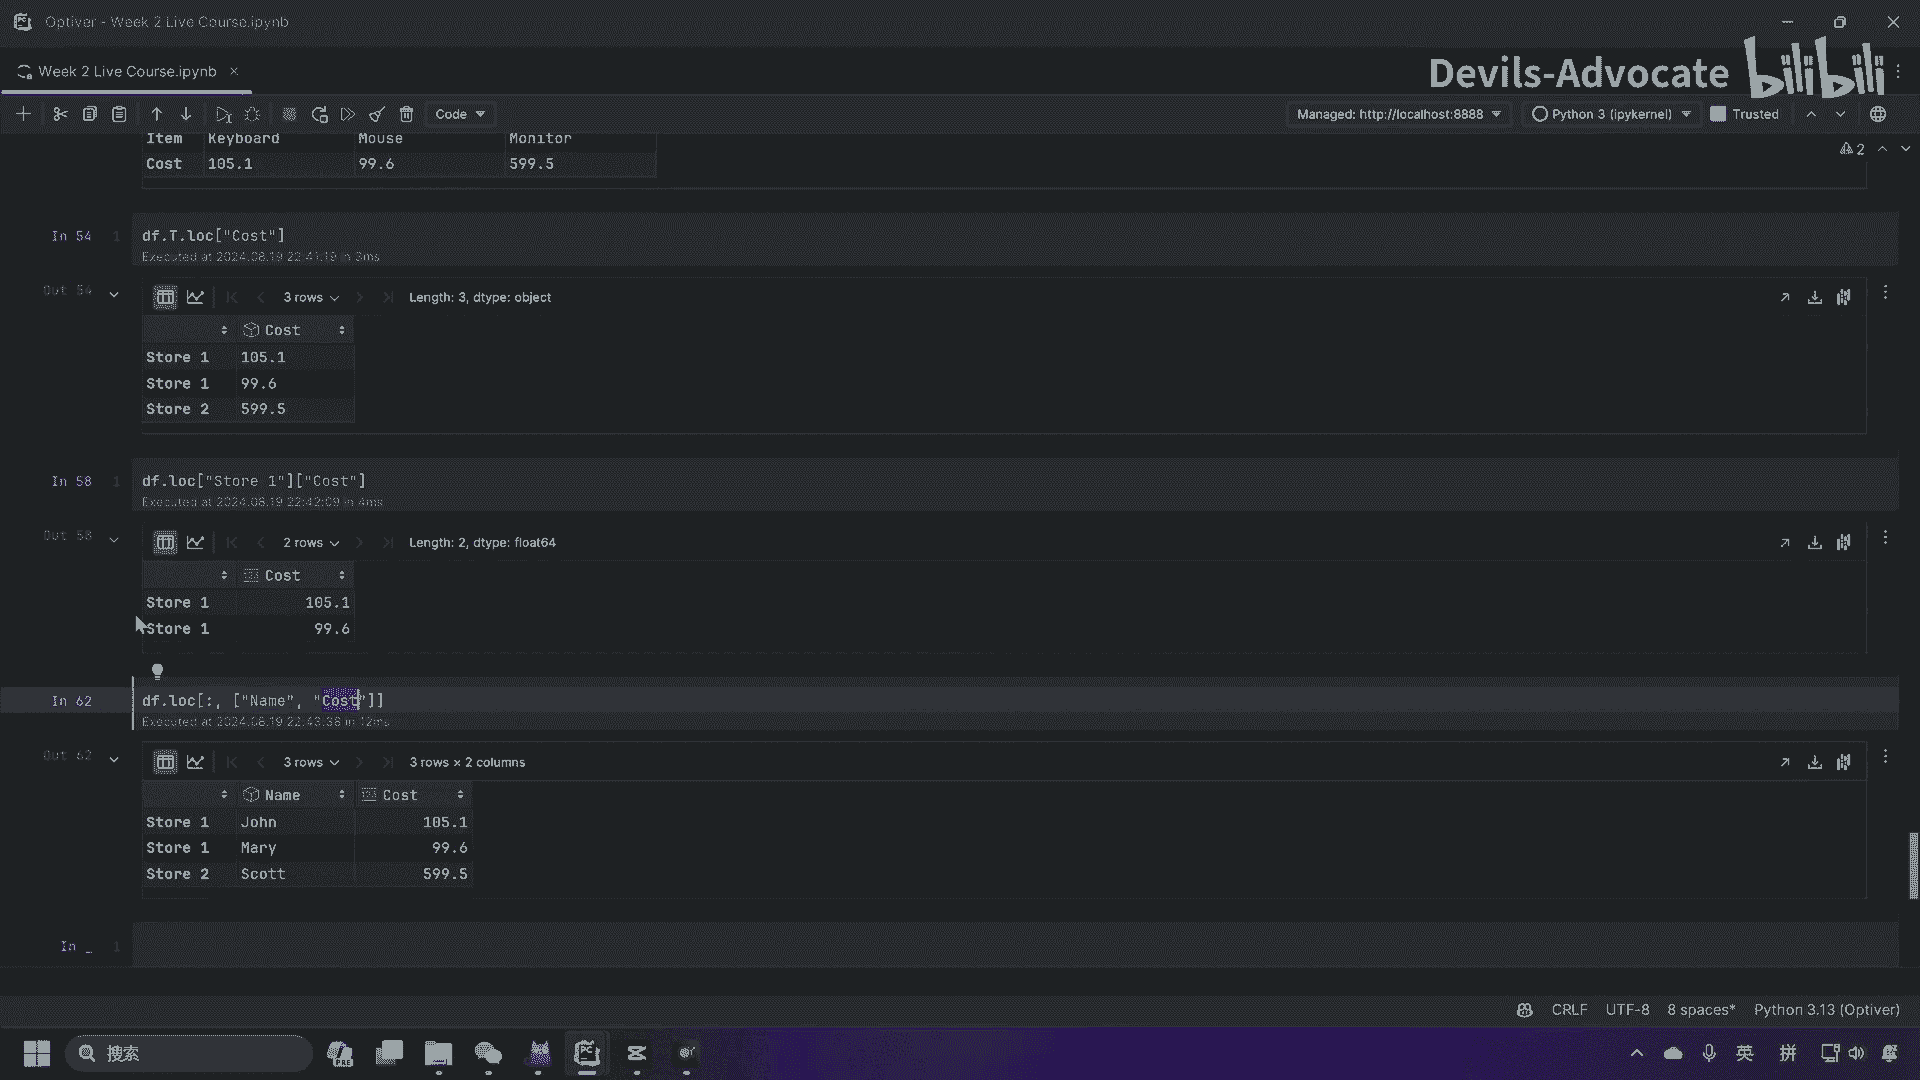 Optiver - Week 2 Live Course.ipynb
Week 2 Live Course.ipynb
Devils-Advocate bilibili
Code
Managed: http://localhost:8888
Python 3 (ipykernel)
Trusted
2
Item Keyboard Mouse Monitor
Cost 105.1 99.6 599.5
In 54 1 df.T.loc["Cost"]
Executed at 2024.08.19 22:41:19 in 3ms
Out 54 3 rows Length: 3, dtype: object
Cost
Store 1 105.1
Store 1 99.6
Store 2 599.5
In 58 1 df.loc["Store 1"]["Cost"]
Executed at 2024.08.19 22:42:09 in 4ms
Out 58 2 rows Length: 2, dtype: float64
Cost
Store 1 105.1
Store 1 99.6
In 62 df.loc[:, ["Name", "Cost"]]
Executed at 2024.08.19 22:43:38 in 12ms
Out 62 3 rows 3 rows × 2 columns
Name Cost
Store 1 John 105.1
Store 1 Mary 99.6
Store 2 Scott 599.5
In _ 1
CRLF UTF-8 8 spaces* Python 3.13 (Optiver)
搜索
英 拼